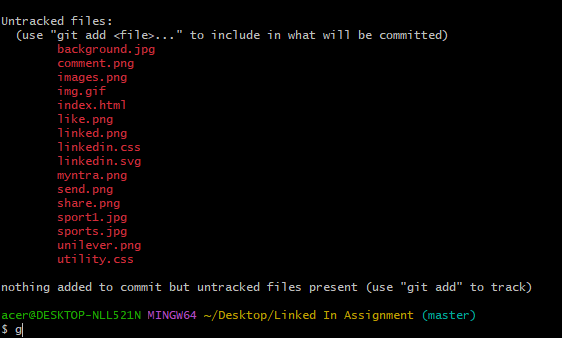 Untracked files:
  (use "git add <file>..." to include in what will be committed)
        background.jpg
        comment.png
        images.png
        img.gif
        index.html
        like.png
        linked.png
        linkedin.css
        linkedin.svg
        myntra.png
        send.png
        share.png
        sport1.jpg
        sports.jpg
        unilever.png
        utility.css
nothing added to commit but untracked files present (use "git add" to track)
acer@DESKTOP-NLL521N MINGW64 ~/Desktop/Linked In Assignment (master)
$ g